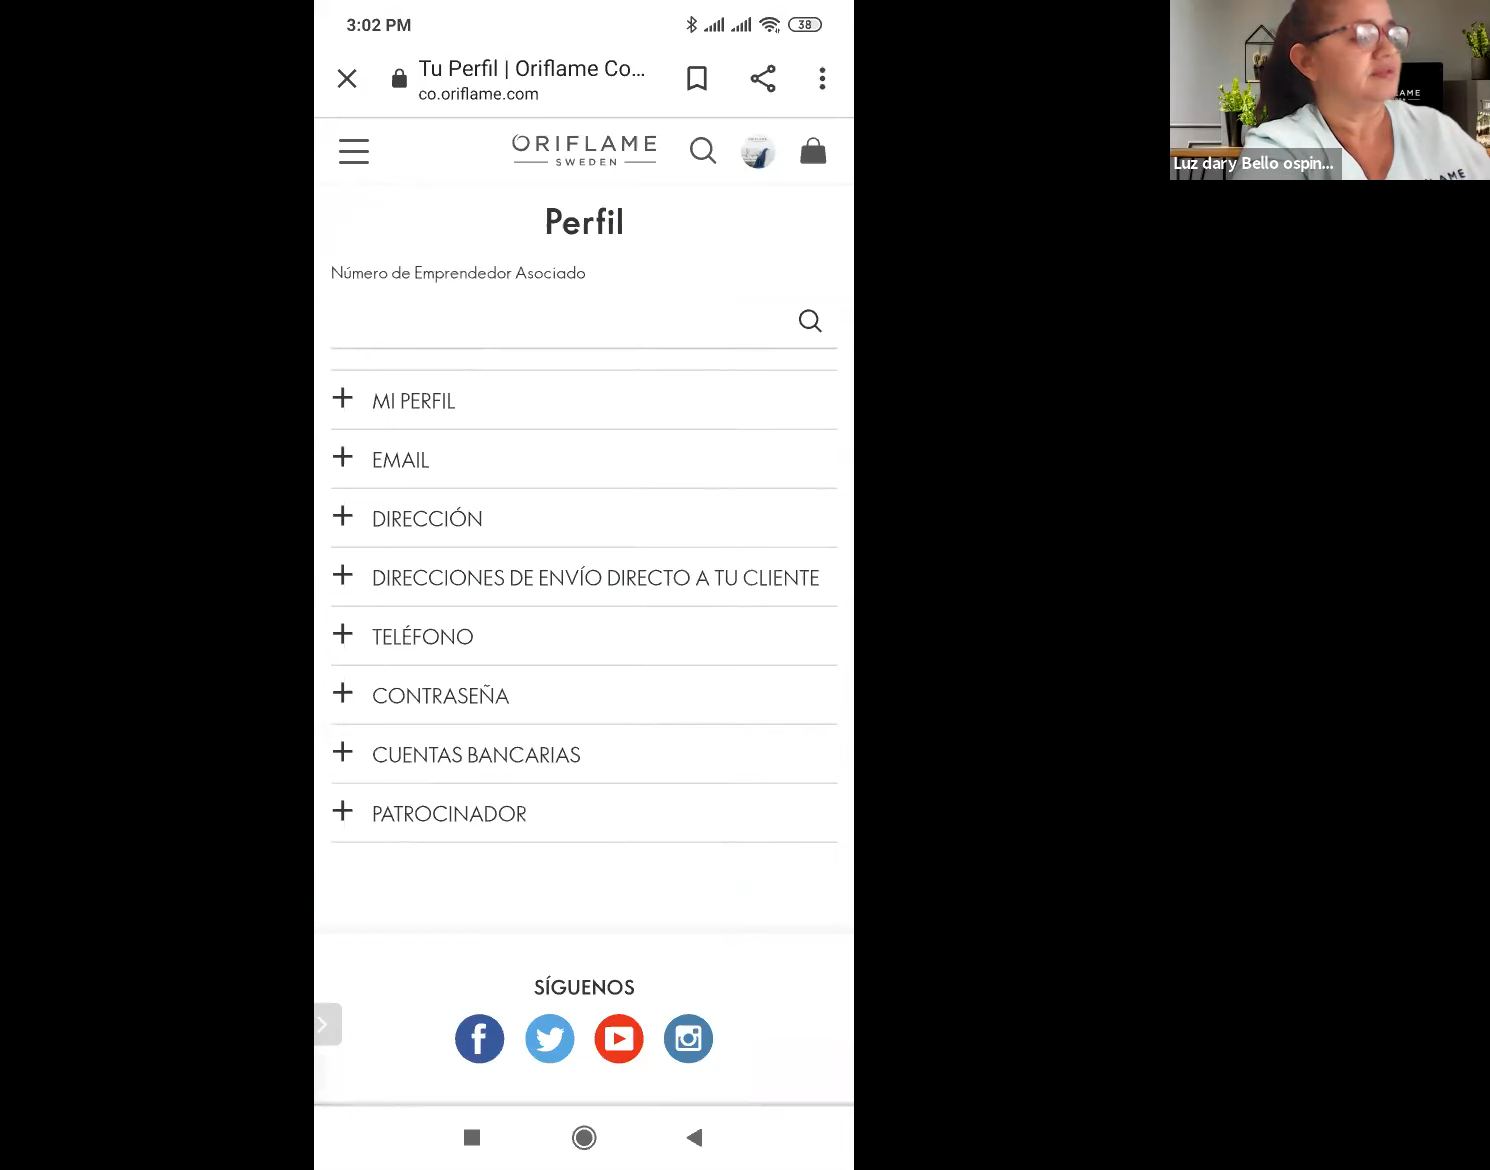 3:02 PM
38
Tu Perfil | Oriflame Co...
co.oriflame.com
ORIFLAME
SWEDEN
Perfil
Número de Emprendedor Asociado
MI PERFIL
EMAIL
DIRECCIÓN
DIRECCIONES DE ENVÍO DIRECTO A TU CLIENTE
TELÉFONO
CONTRASEÑA
CUENTAS BANCARIAS
PATROCINADOR
SÍGUENOS
Luz dary Bello ospin...